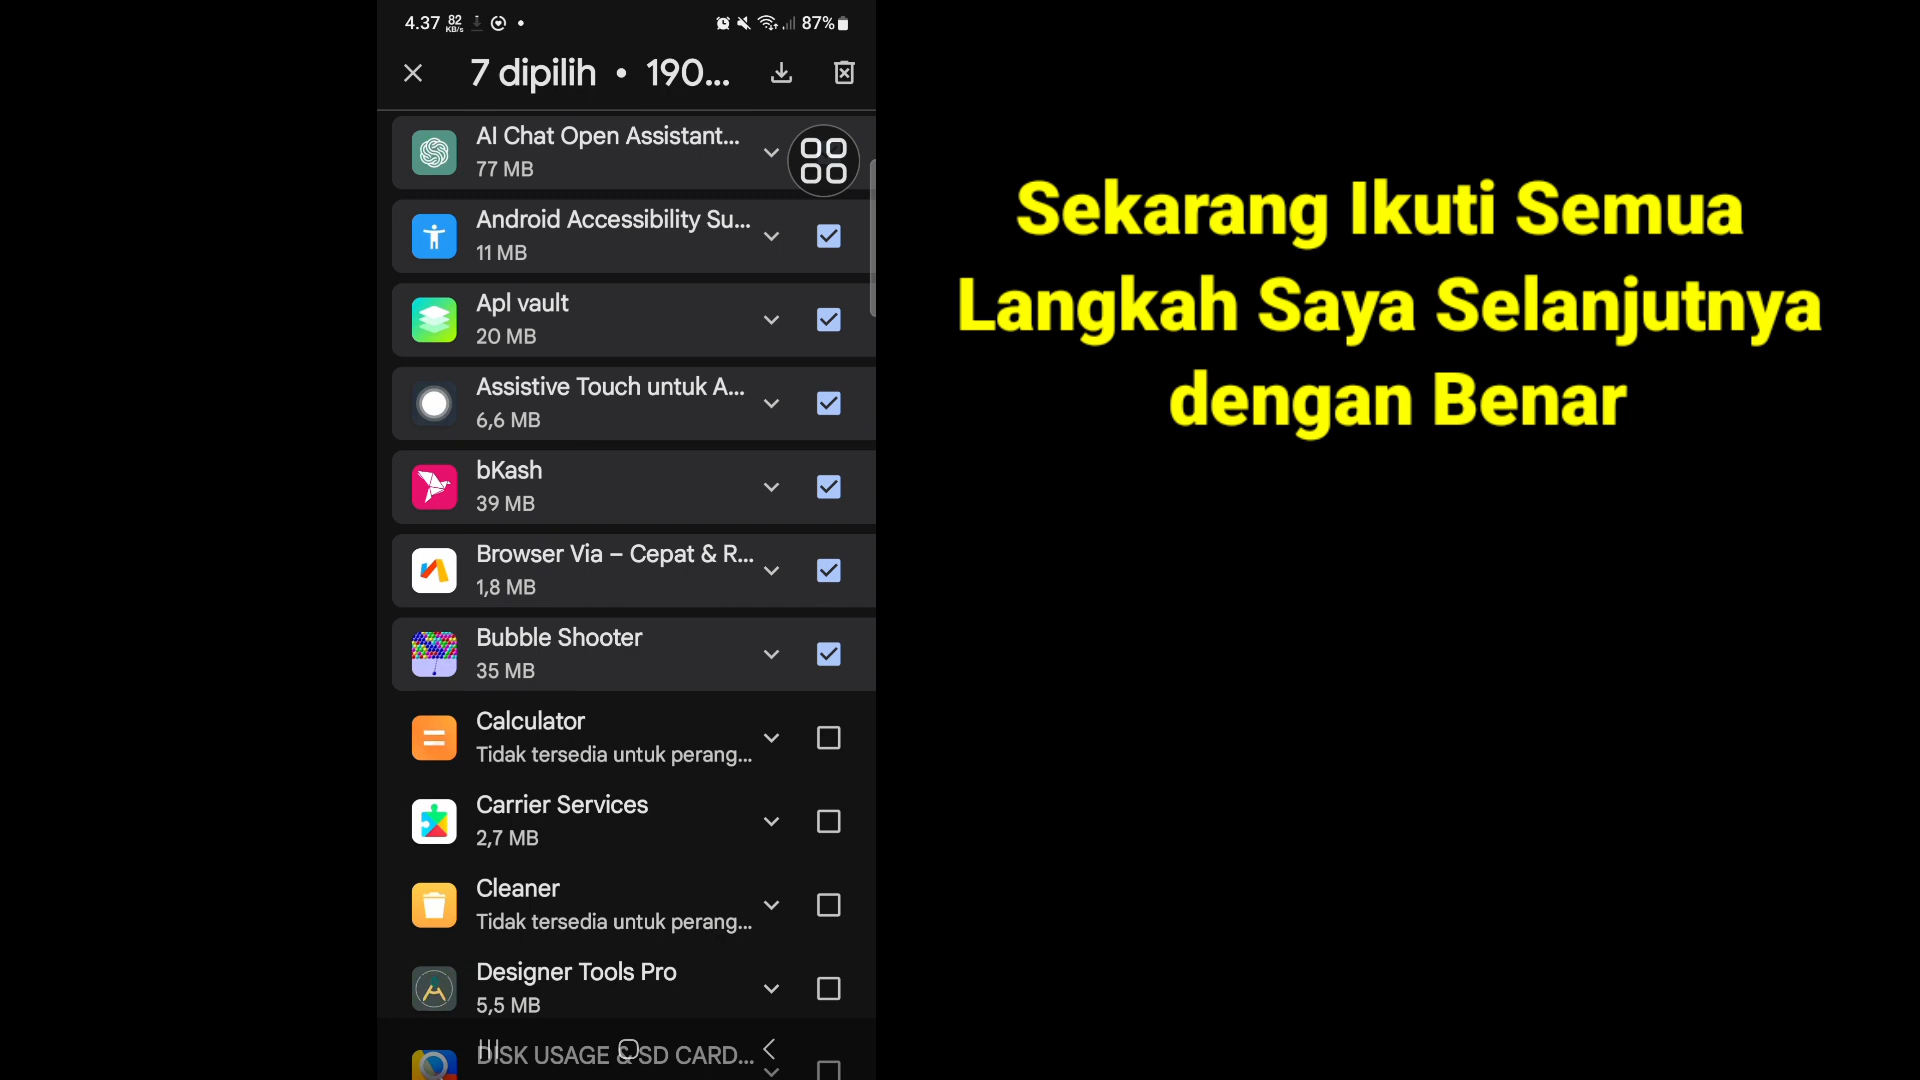 4.37 82 KB/s
87%
7 dipilih • 190...
AI Chat Open Assistant...
77 MB
Android Accessibility Su...
11 MB
Apl vault
20 MB
Assistive Touch untuk A...
6,6 MB
bKash
39 MB
Browser Via – Cepat & R...
1,8 MB
Bubble Shooter
35 MB
Calculator
Tidak tersedia untuk perang...
Carrier Services
2,7 MB
Cleaner
Tidak tersedia untuk perang...
Designer Tools Pro
5,5 MB
DISK USAGE & SD CARD...
Sekarang Ikuti Semua
Langkah Saya Selanjutnya
dengan Benar